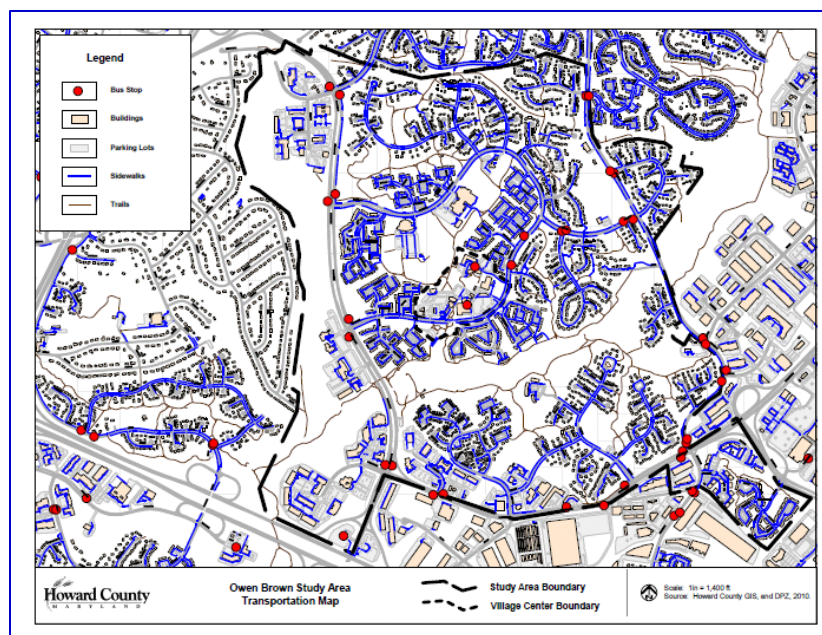 Legend
Bus Stop
Buildings
Parking Lots
Sidewalks
Trails
Howard County
MARYLAND
Owen Brown Study Area
Transportation Map
Study Area Boundary
Village Center Boundary
Scale: 1in = 1,400 ft
Source: Howard County GIS, and DPZ, 2010.